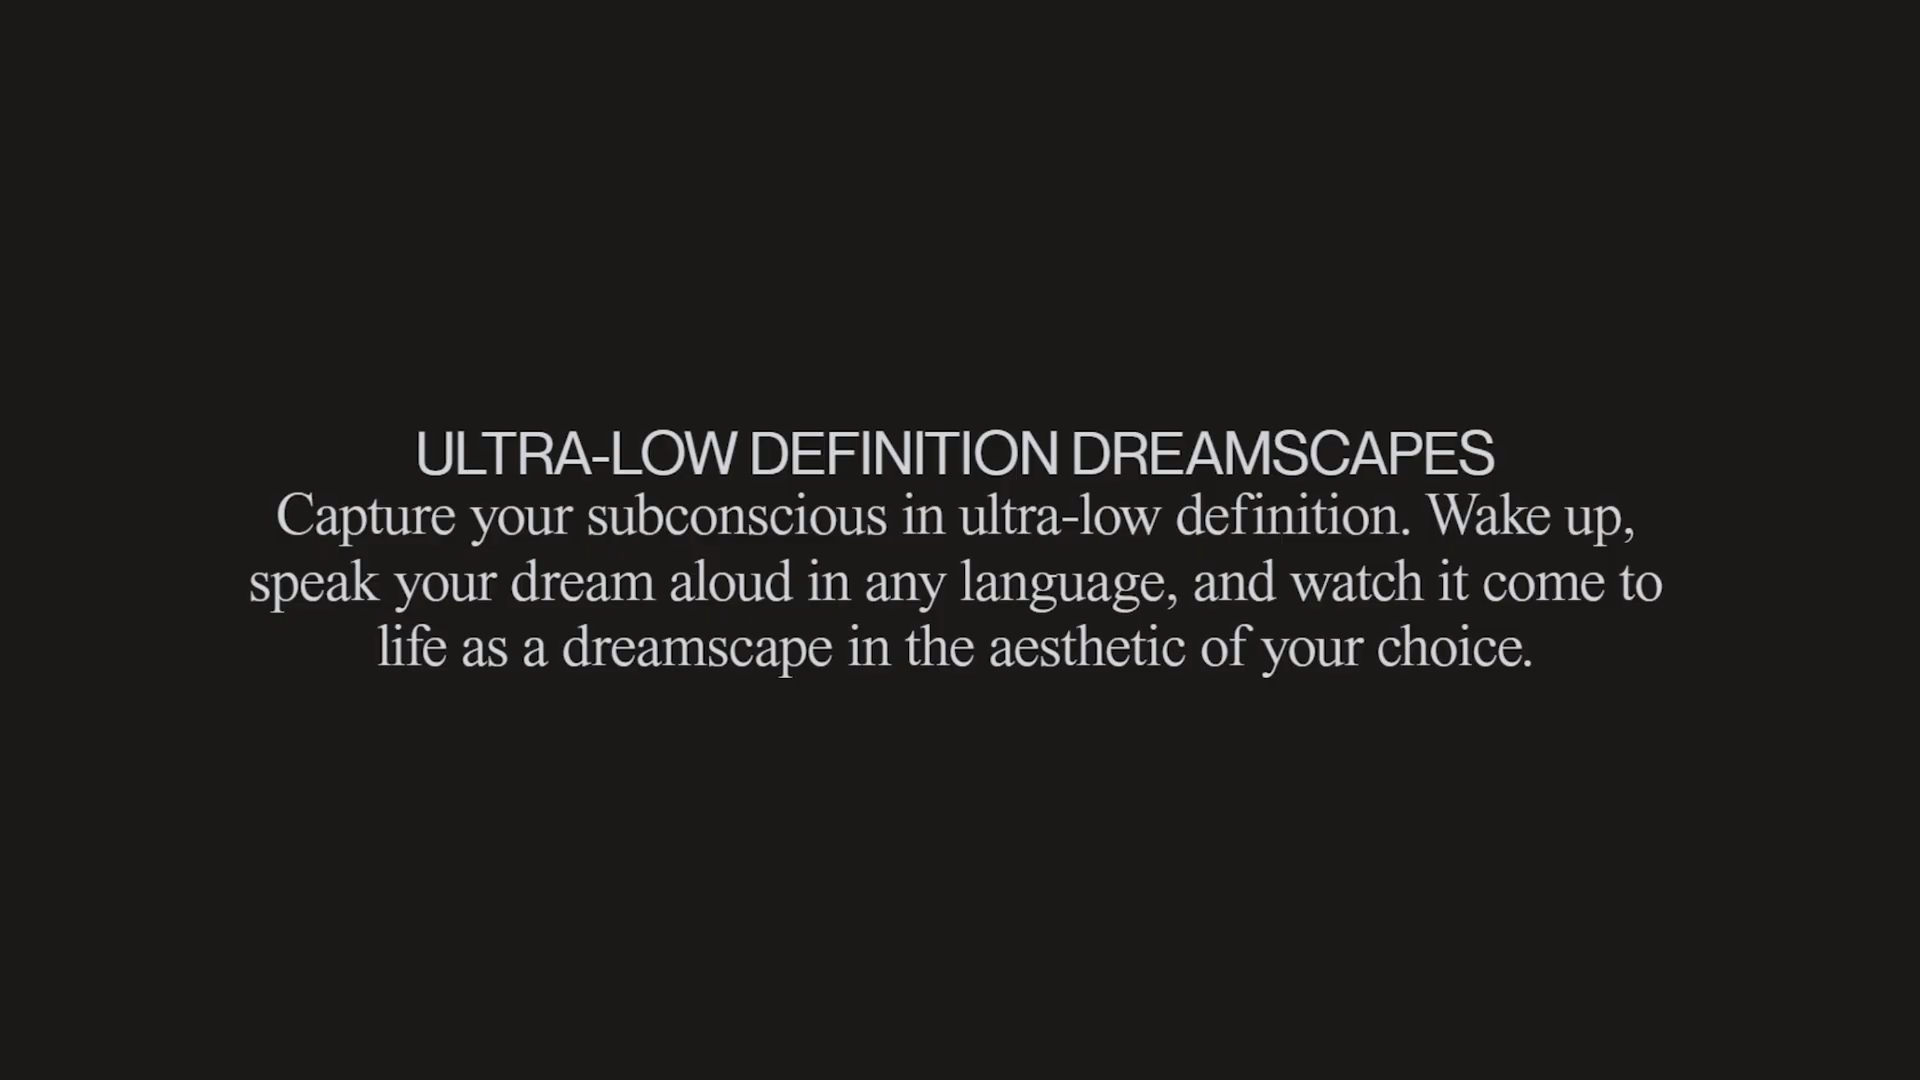 ULTRA-LOW DEFINITION DREAMSCAPES
Capture your subconscious in ultra-low definition. Wake up,
speak your dream aloud in any language, and watch it come to
life as a dreamscape in the aesthetic of your choice.